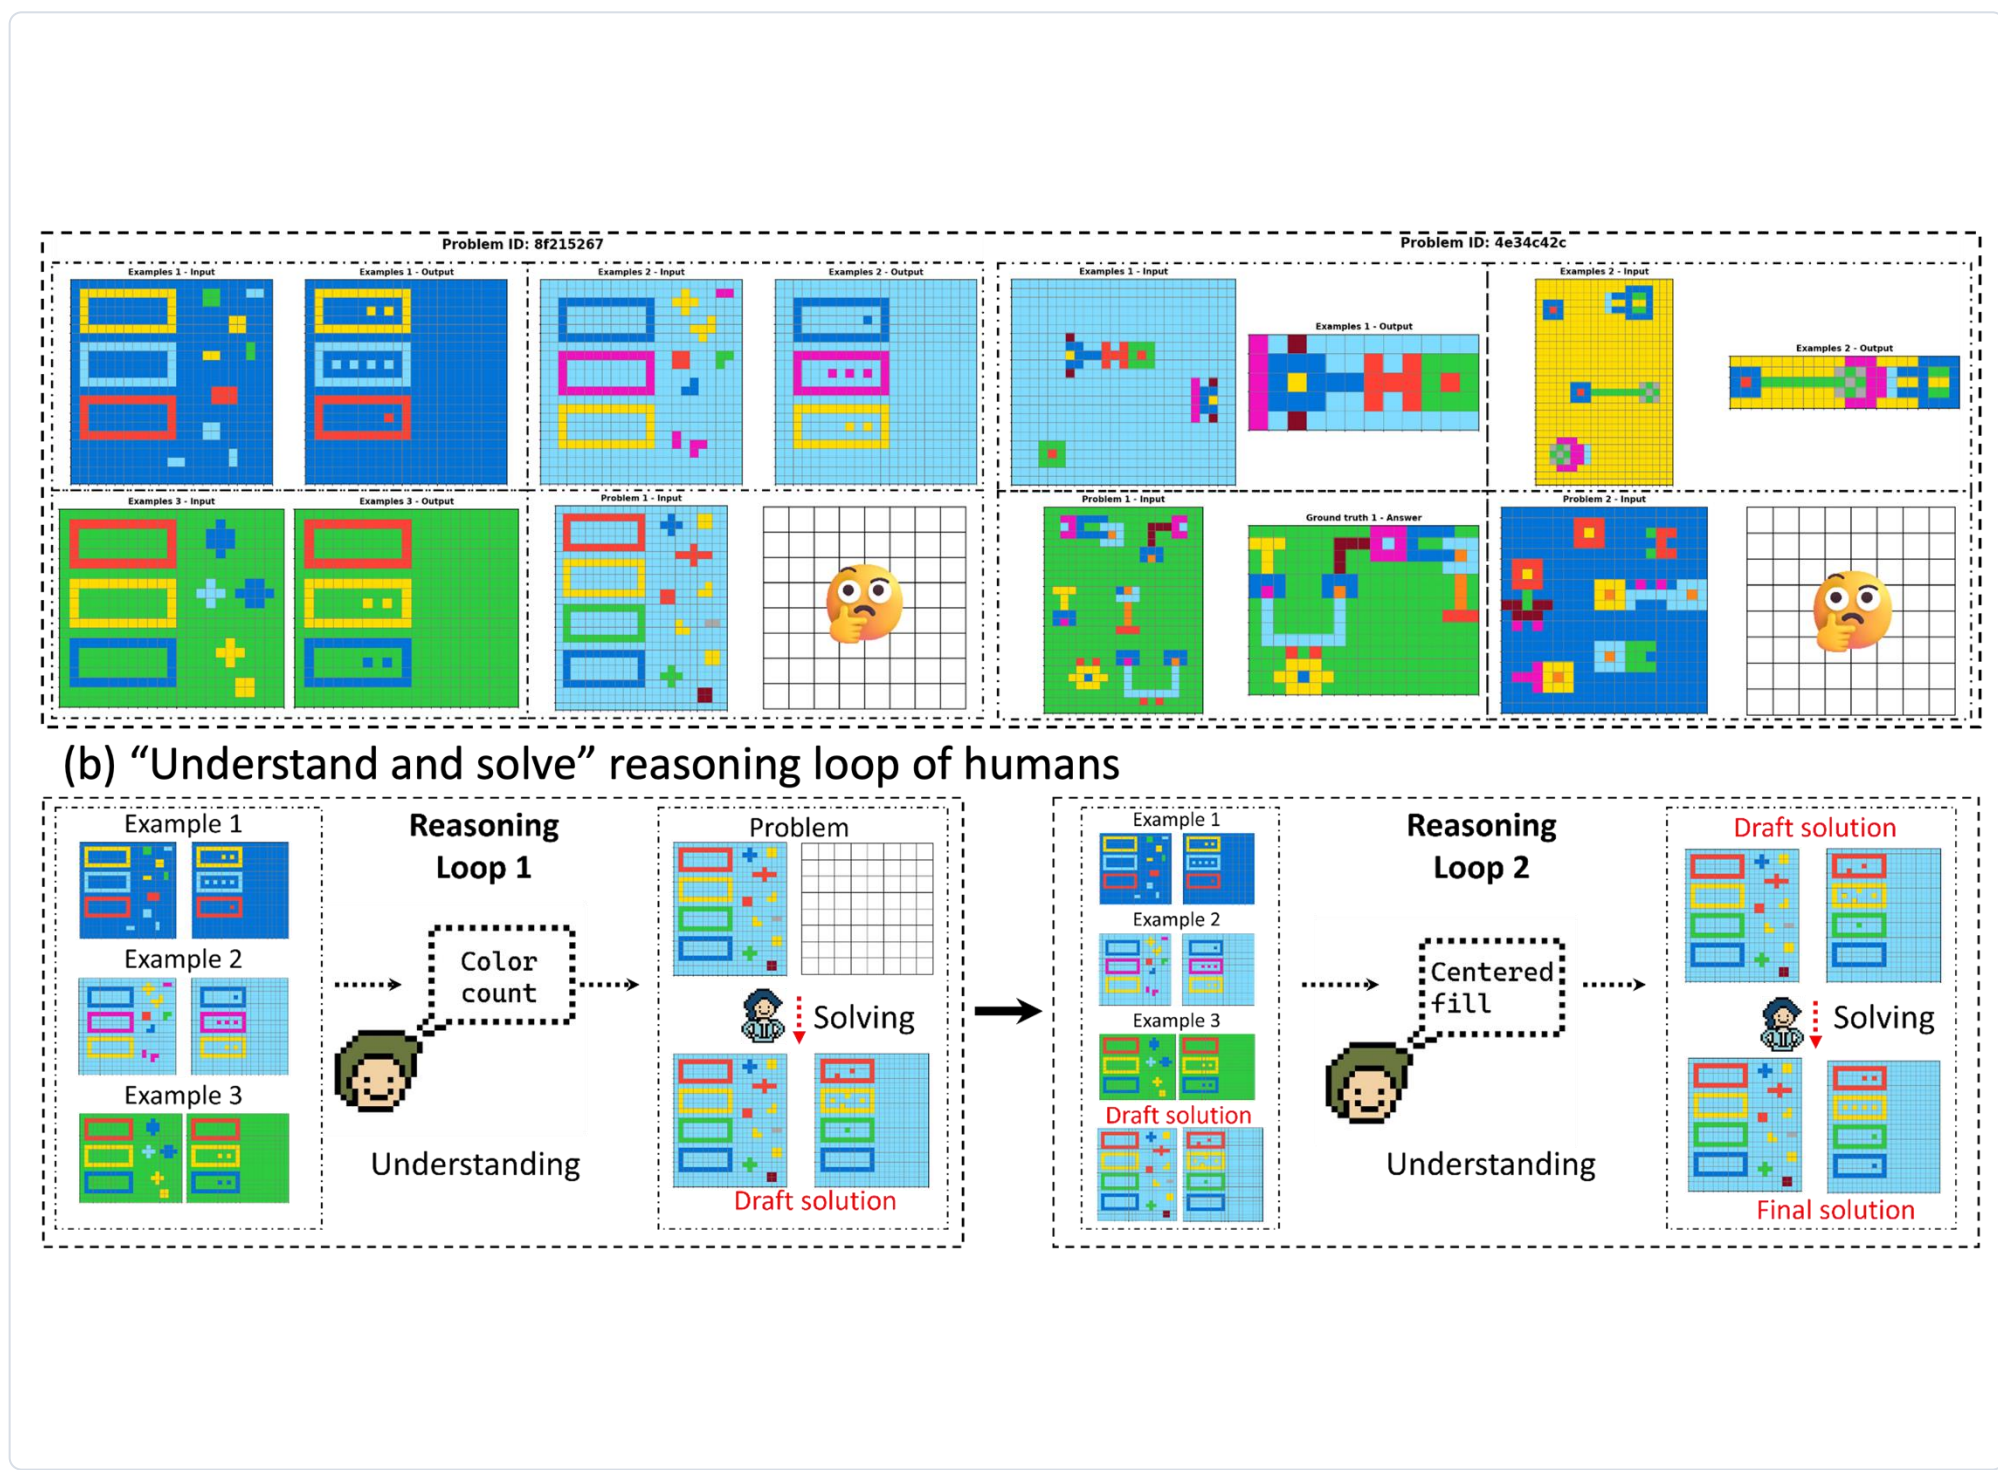 Problem ID: 8f215267
Examples 1 - Input
Examples 1 - Output
Examples 2 - Input
Examples 2 - Output
Examples 3 - Input
Examples 3 - Output
Problem 1 - Input
Problem ID: 4e34c42c
Examples 1 - Input
Examples 1 - Output
Examples 2 - Input
Examples 2 - Output
Problem 1 - Input
Ground truth 1 - Answer
Problem 2 - Input
(b) “Understand and solve” reasoning loop of humans
Example 1
Example 2
Example 3
Reasoning
Loop 1
Color
count
Understanding
Problem
Solving
Draft solution
Example 1
Example 2
Example 3
Draft solution
Reasoning
Loop 2
Centered
fill
Understanding
Draft solution
Solving
Final solution